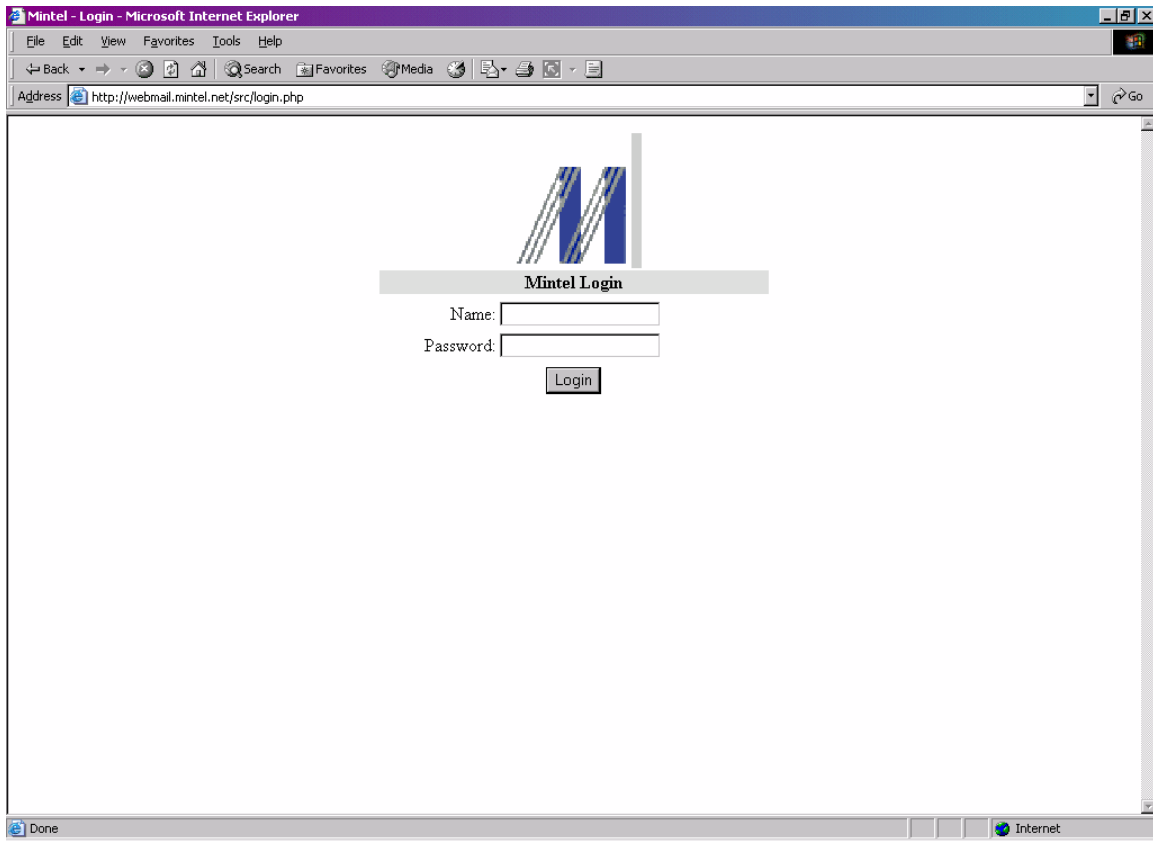 Mintel - Login - Microsoft Internet Explorer
File Edit View Favorites Tools Help
Back Search Favorites Media
Address http://webmail.mintel.net/src/login.php Go
M
Mintel Login
Name:
Password:
Login
Done Internet